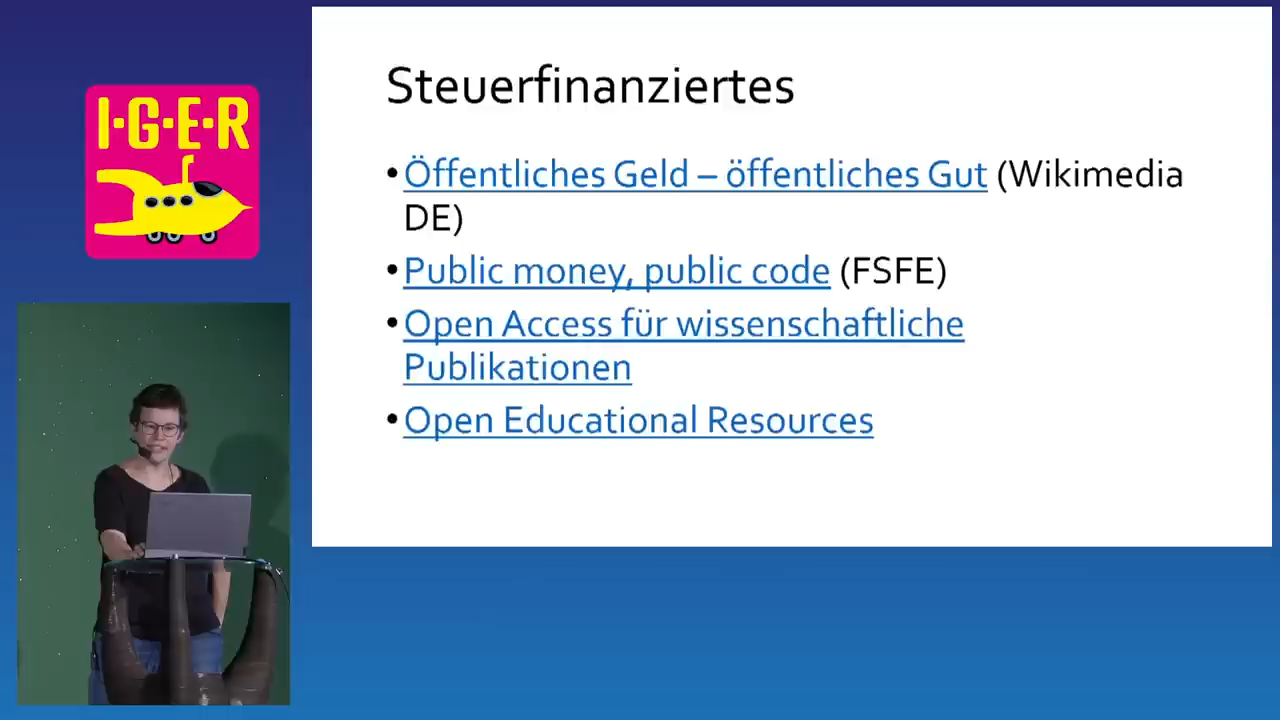 I·G·E·R
Steuerfinanziertes
•Öffentliches Geld – öffentliches Gut (Wikimedia
DE)
•Public money, public code (FSFE)
•Open Access für wissenschaftliche
Publikationen
•Open Educational Resources